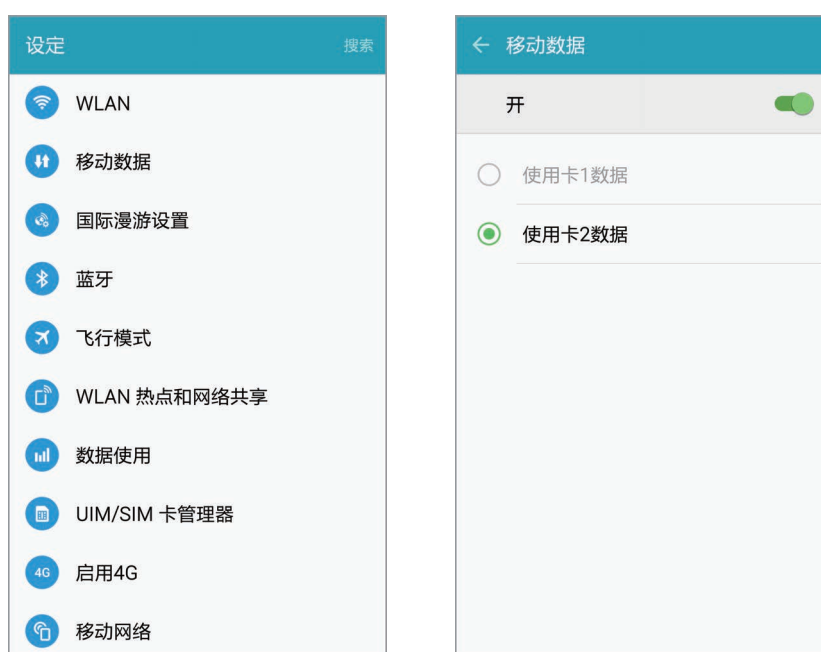 设定
搜索
WLAN
移动数据
国际漫游设置
蓝牙
飞行模式
WLAN 热点和网络共享
数据使用
UIM/SIM 卡管理器
4G
启用4G
移动网络
移动数据
开
使用卡1数据
使用卡2数据